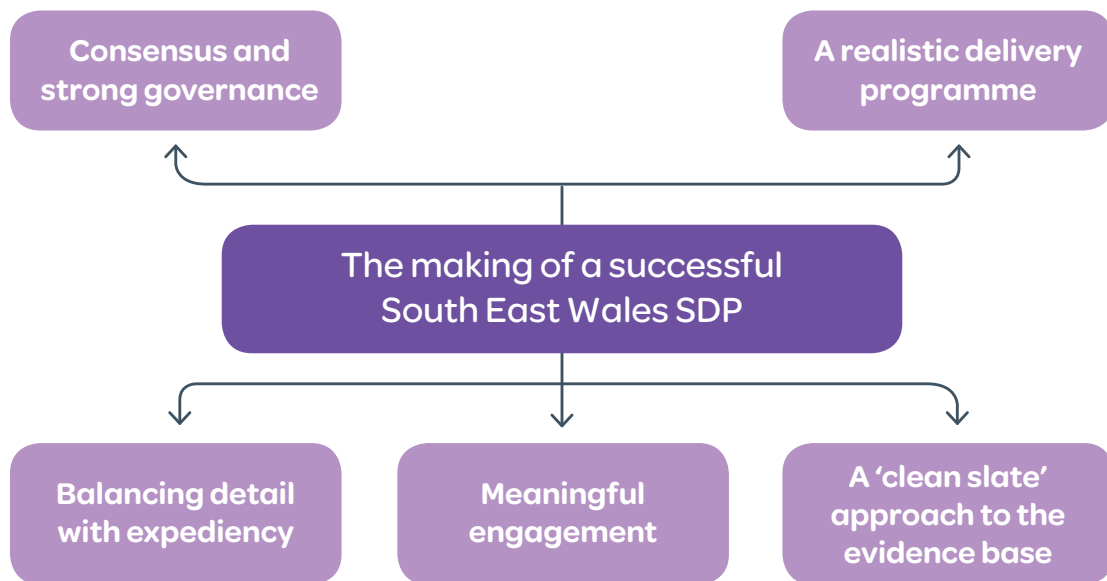 Consensus and
strong governance
A realistic delivery
programme
The making of a successful
South East Wales SDP
Balancing detail
with expediency
Meaningful
engagement
A ‘clean slate’
approach to the
evidence base